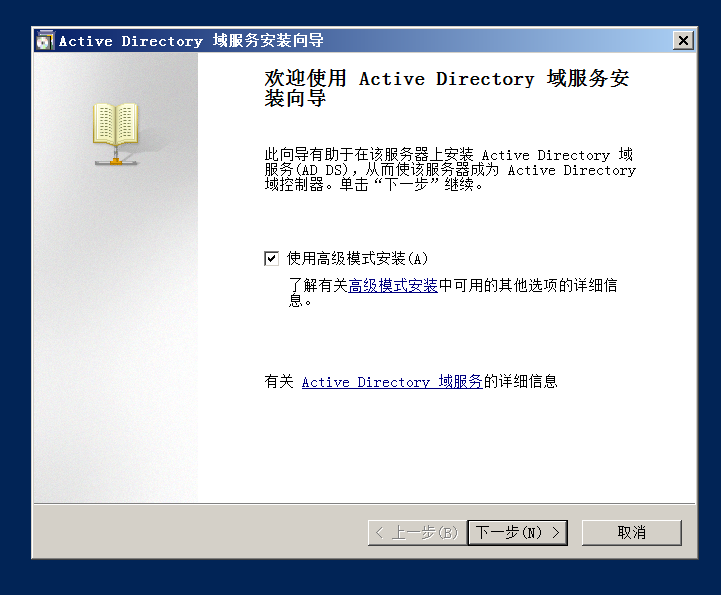 Active Directory 域服务安装向导
欢迎使用 Active Directory 域服务安
装向导
此向导有助于在该服务器上安装 Active Directory 域
服务(AD DS)，从而使该服务器成为 Active Directory
域控制器。单击“下一步”继续。
使用高级模式安装(A)
了解有关高级模式安装中可用的其他选项的详细信
息。
有关 Active Directory 域服务的详细信息
< 上一步(B) 下一步(N) > 取消